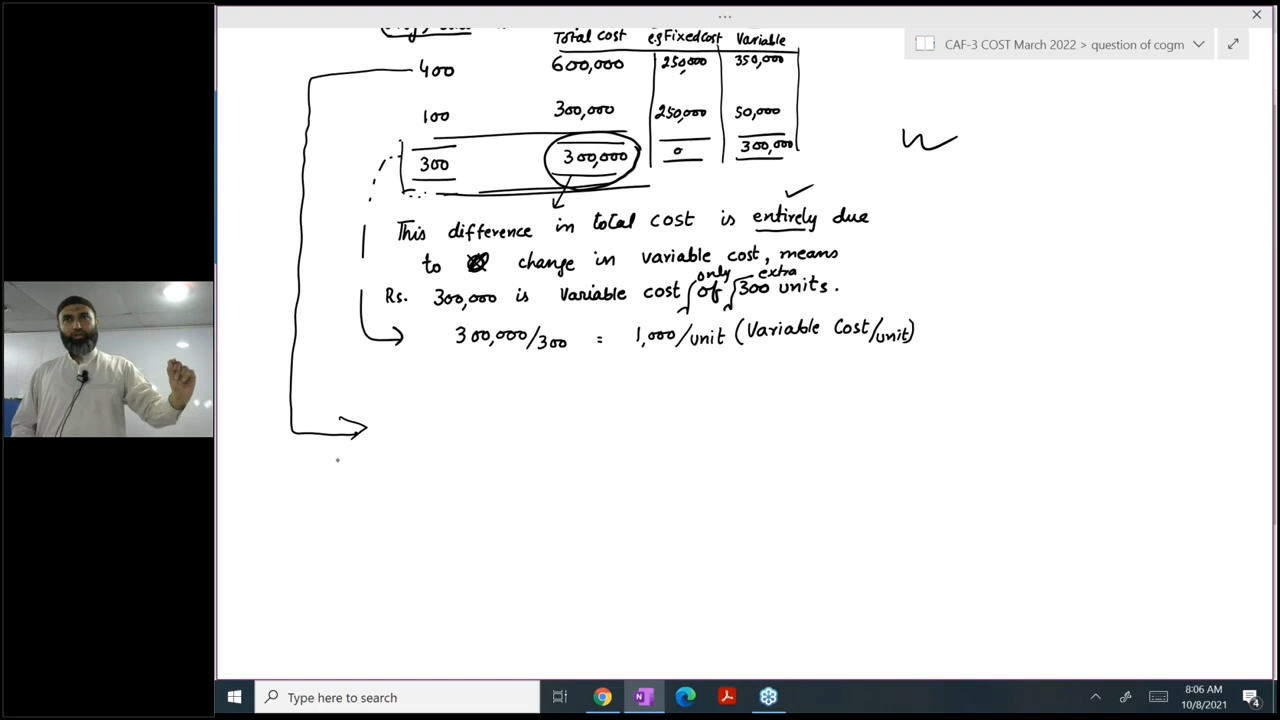 Total Cost e.g Fixed Cost Variable
400 600,000 250,000 350,000
100 300,000 250,000 50,000
300 300,000 0 300,000
This difference in total cost is entirely due
to change in variable cost, means
only extra
Rs. 300,000 is variable cost of 300 units.
300,000/300 = 1,000/unit (Variable Cost/unit)
CAF-3 COST March 2022 > question of cogm
Type here to search
8:06 AM
10/8/2021
4